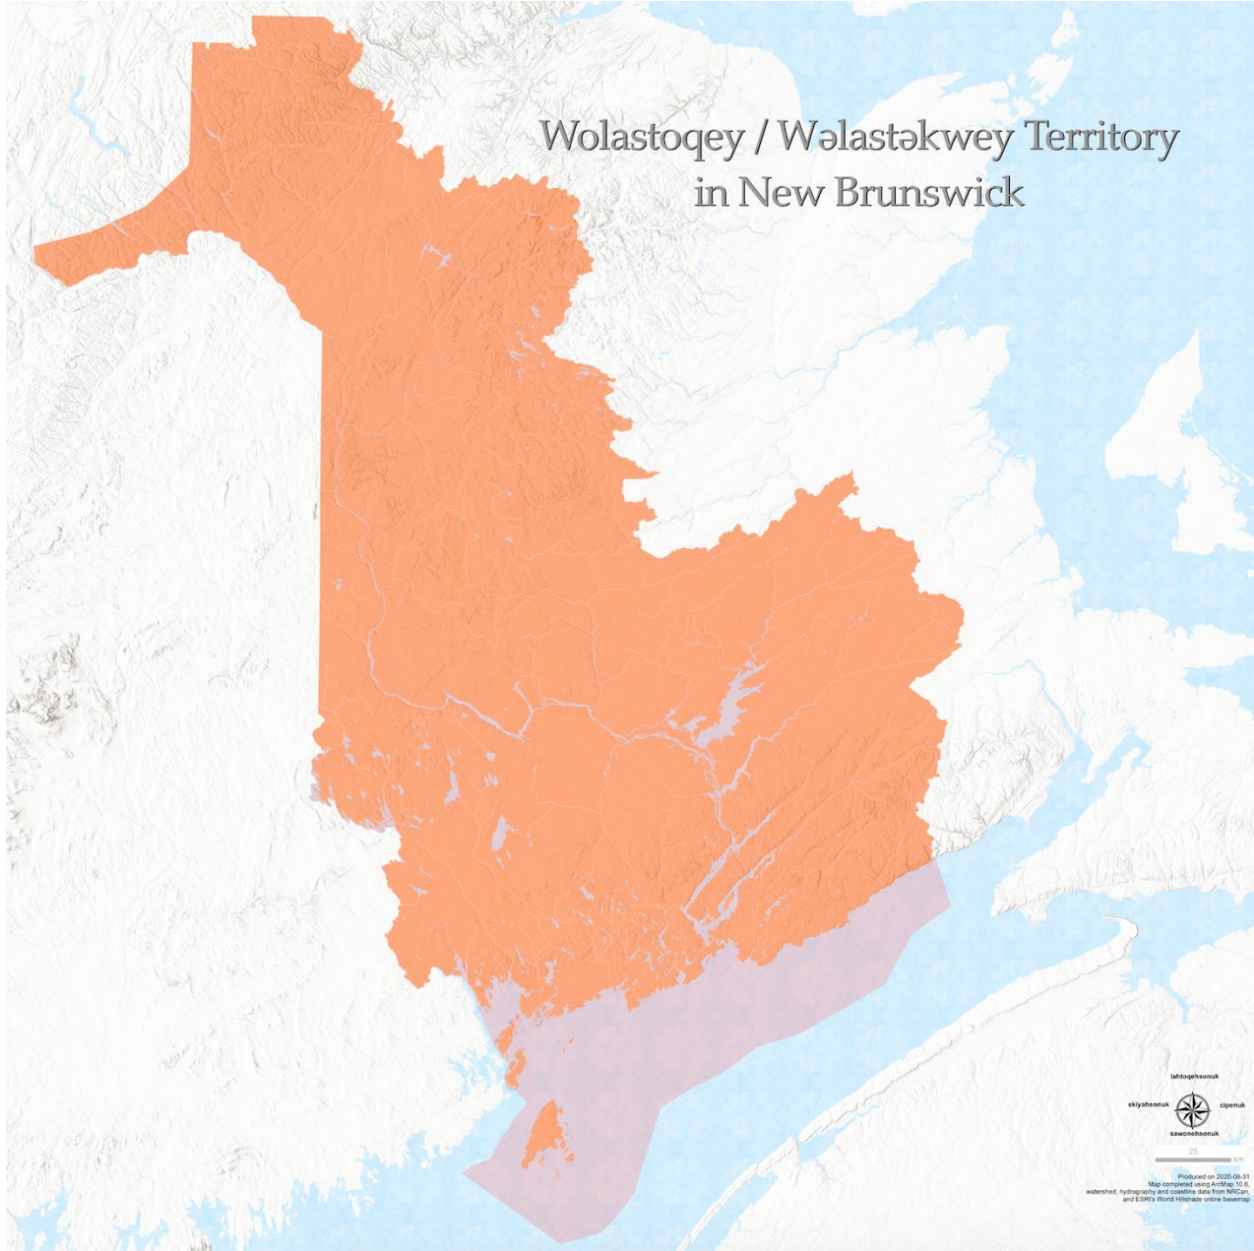 Wolastoqey / Wəlastəkwey Territory
in New Brunswick
lahtoqehsonuk
skiyahsonuk
cipenuk
sawonehsonuk
25
km
Produced on 2020-08-31
Map completed using ArcMap 10.6,
watershed, hydrography and coastline data from NRCan,
and ESRI's World Hillshade online basemap